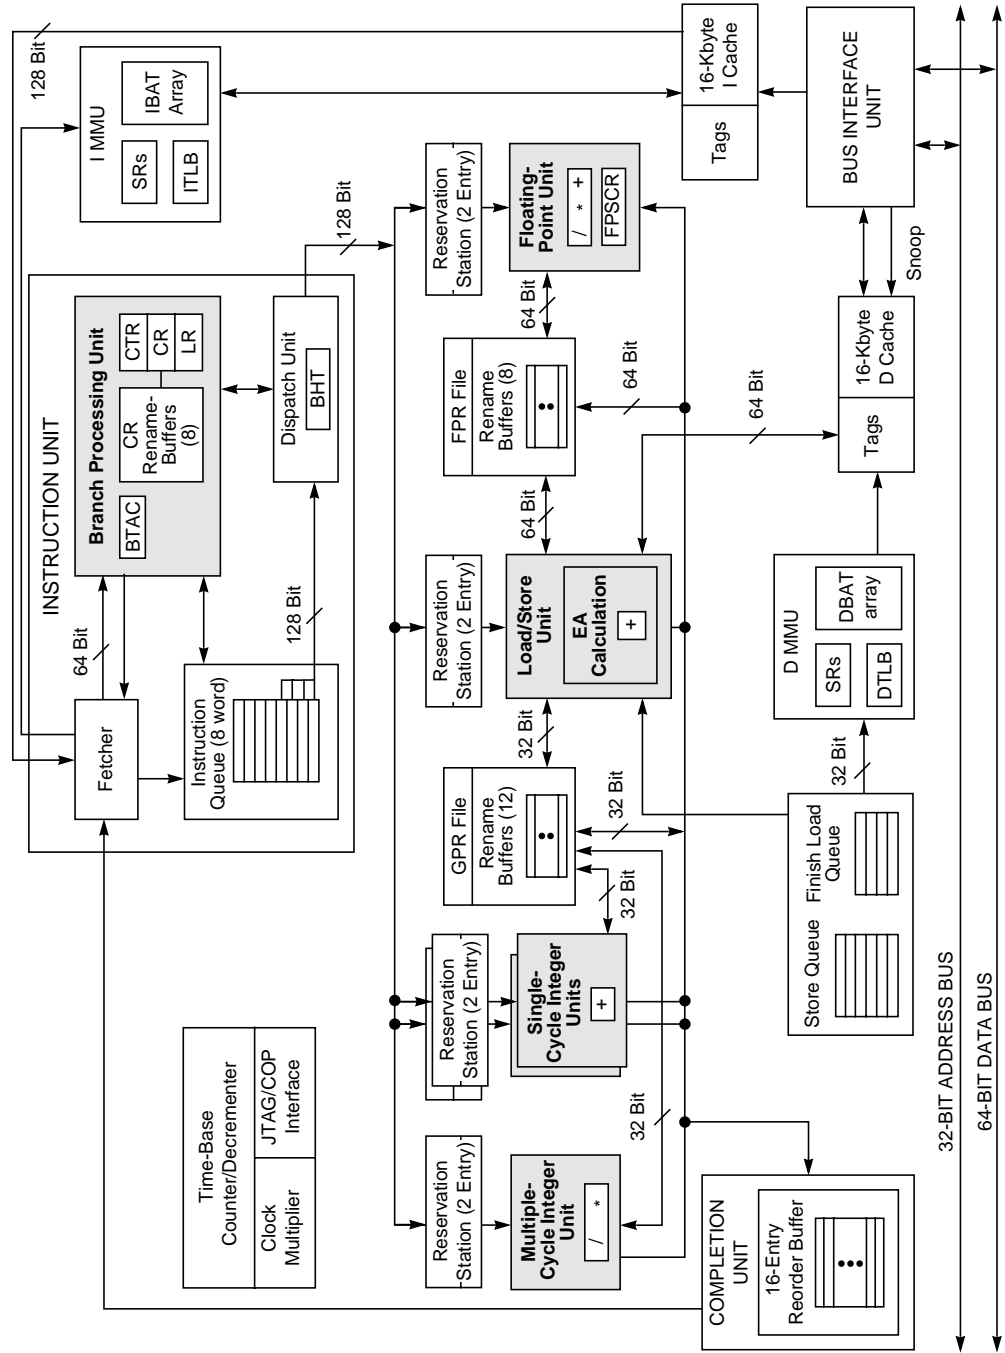 INSTRUCTION UNIT
Fetcher
64 Bit
Branch Processing Unit
BTAC
CR
Rename-
Buffers
(8)
CTR
CR
LR
Instruction
Queue (8 word)
128 Bit
Dispatch Unit
BHT
128 Bit
128 Bit
I MMU
SRs
ITLB
IBAT
Array
Time-Base
Counter/Decrementer
Clock
Multiplier
JTAG/COP
Interface
Reservation
Station (2 Entry)
Reservation
Station (2 Entry)
Reservation
Station (2 Entry)
Reservation
Station (2 Entry)
Multiple-
Cycle Integer
Unit
/ *
Single-
Cycle Integer
Units
+
32 Bit
GPR File
Rename
Buffers (12)
32 Bit
32 Bit
32 Bit
Load/Store
Unit
EA
Calculation
+
64 Bit
FPR File
Rename
Buffers (8)
64 Bit
64 Bit
Floating-
Point Unit
/ * +
FPSCR
64 Bit
Tags
16-Kbyte
I Cache
COMPLETION
UNIT
16-Entry
Reorder Buffer
Store Queue
Finish Load
Queue
32 Bit
D MMU
SRs
DTLB
DBAT
array
Tags
16-Kbyte
D Cache
Snoop
BUS INTERFACE
UNIT
32-BIT ADDRESS BUS
64-BIT DATA BUS